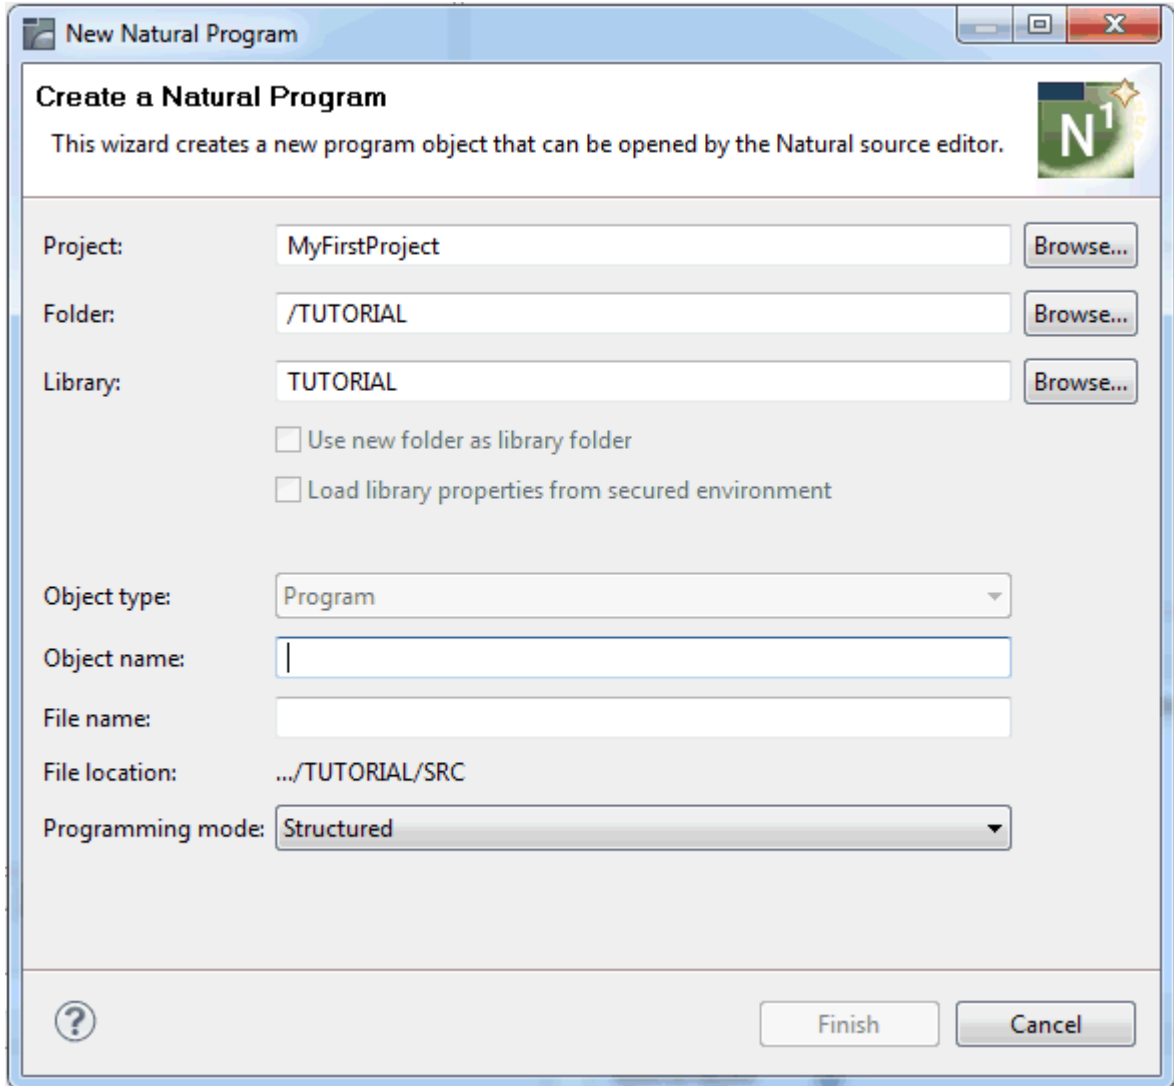 New Natural Program
Create a Natural Program
This wizard creates a new program object that can be opened by the Natural source editor.
N1
Project: MyFirstProject Browse...
Folder: /TUTORIAL Browse...
Library: TUTORIAL Browse...
Use new folder as library folder
Load library properties from secured environment
Object type: Program
Object name:
File name:
File location: .../TUTORIAL/SRC
Programming mode: Structured
? Finish Cancel